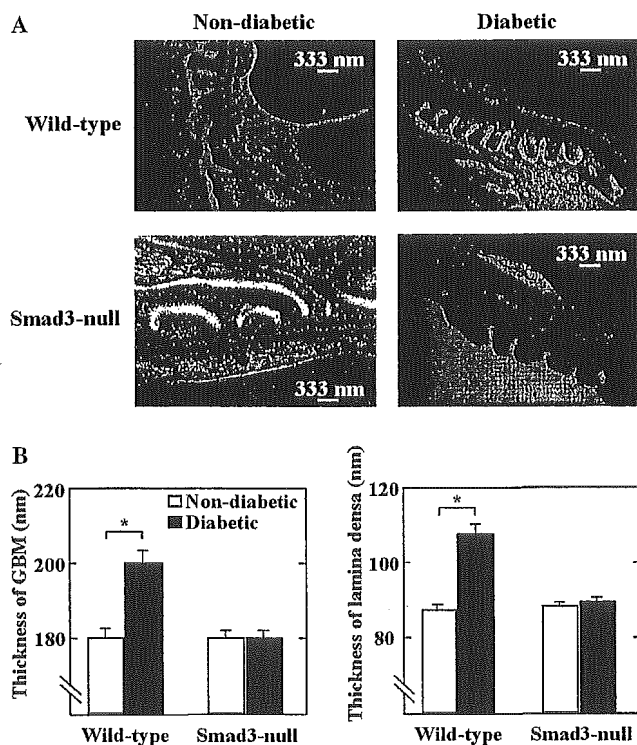 A
Non-diabetic
Diabetic
Wild-type
333 nm
333 nm
Smad3-null
333 nm
333 nm
B
Thickness of GBM (nm)
220
200
180
Non-diabetic
Diabetic
*
Wild-type
Smad3-null
Thickness of lamina densa (nm)
120
100
80
*
Wild-type
Smad3-null